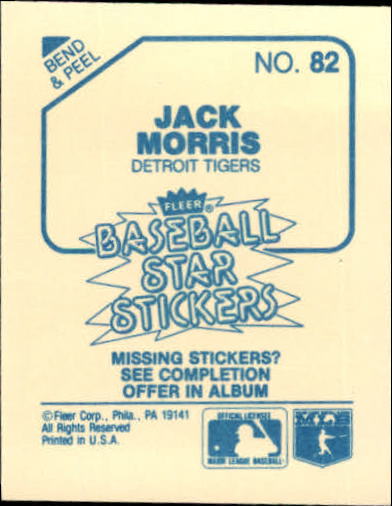 BEND
& PEEL
NO. 82
JACK
MORRIS
DETROIT TIGERS
FLEER®
BASEBALL
STAR
STICKERS
MISSING STICKERS?
SEE COMPLETION
OFFER IN ALBUM
© Fleer Corp., Phila., PA 19141
All Rights Reserved
Printed in U.S.A.
OFFICIAL LICENSEE
MAJOR LEAGUE BASEBALL